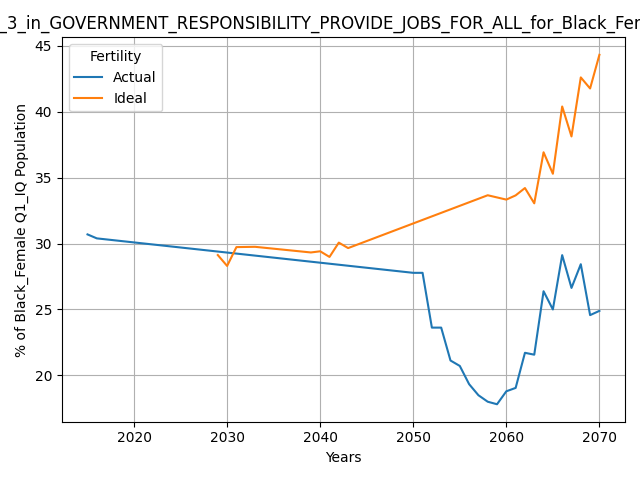 _3_in_GOVERNMENT_RESPONSIBILITY_PROVIDE_JOBS_FOR_ALL_for_Black_Fe
Fertility
Actual
Ideal
45
40
35
30
25
20
% of Black_Female Q1_IQ Population
2020 2030 2040 2050 2060 2070
Years